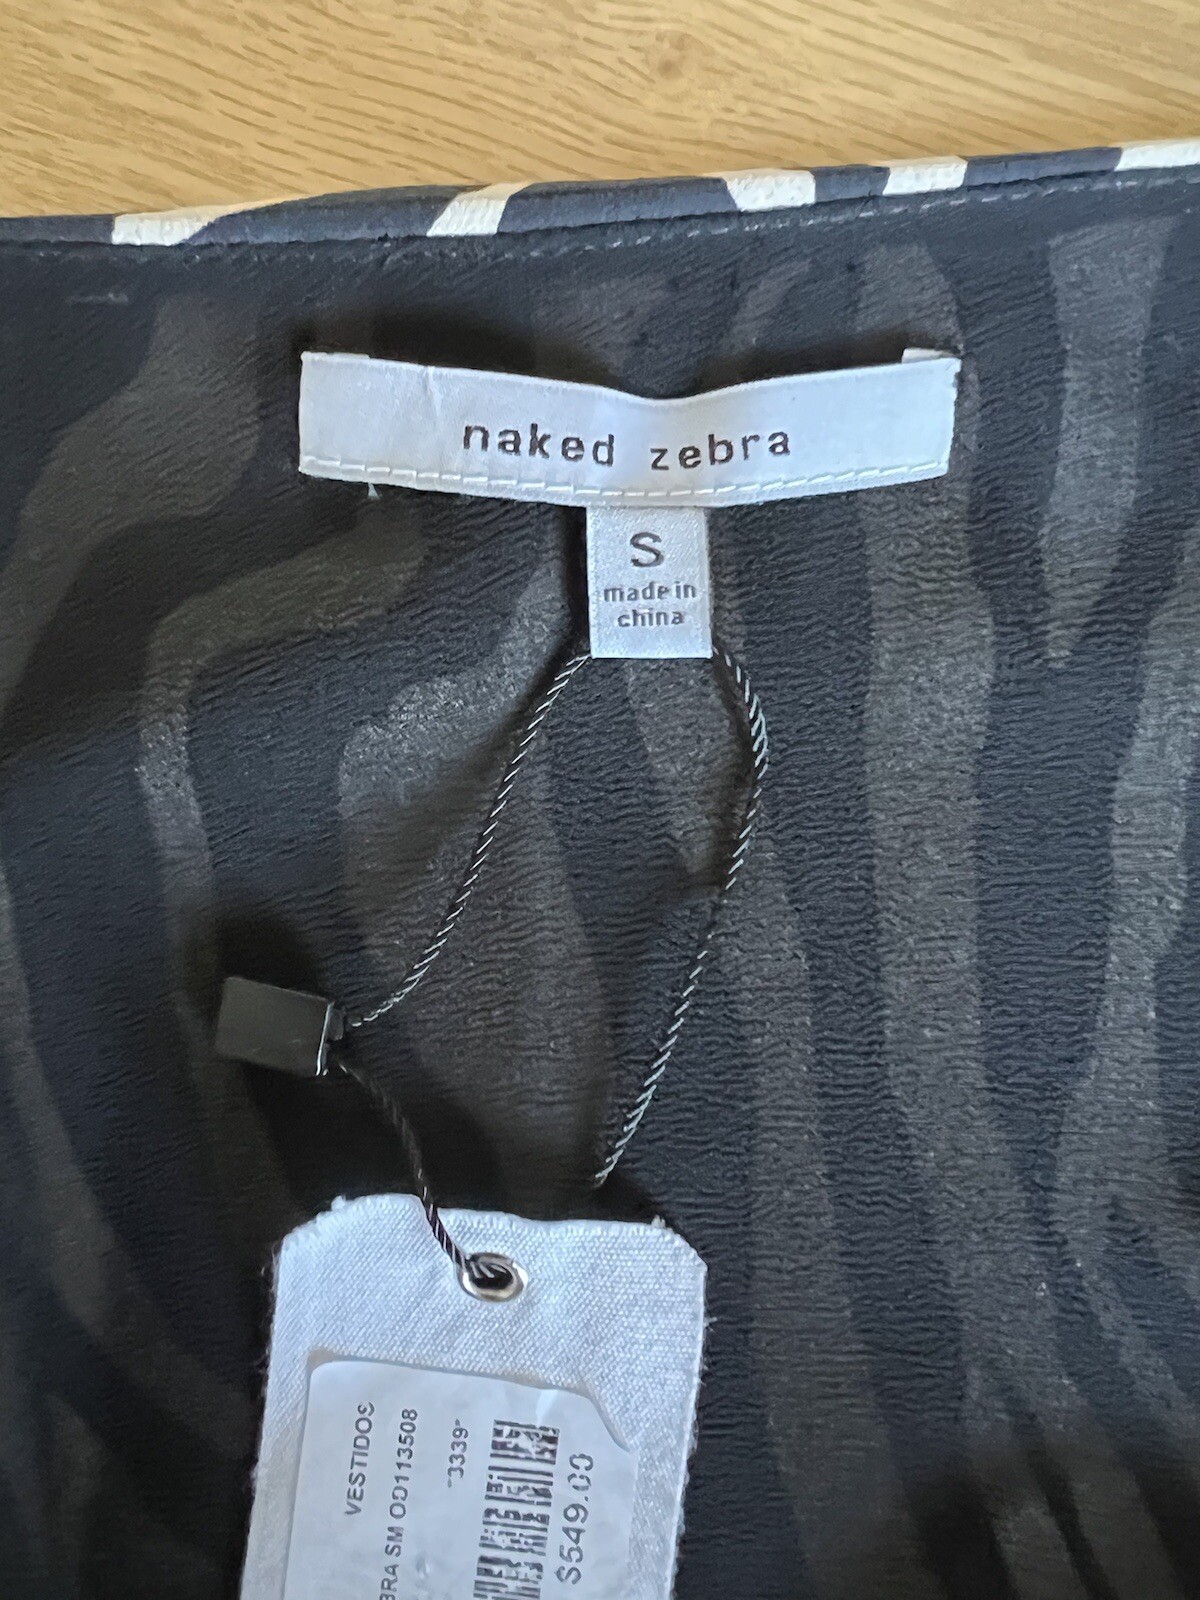 naked zebra
S
made in
china
VESTIDOS
BRA SM OD113508
"3339"
$549.00